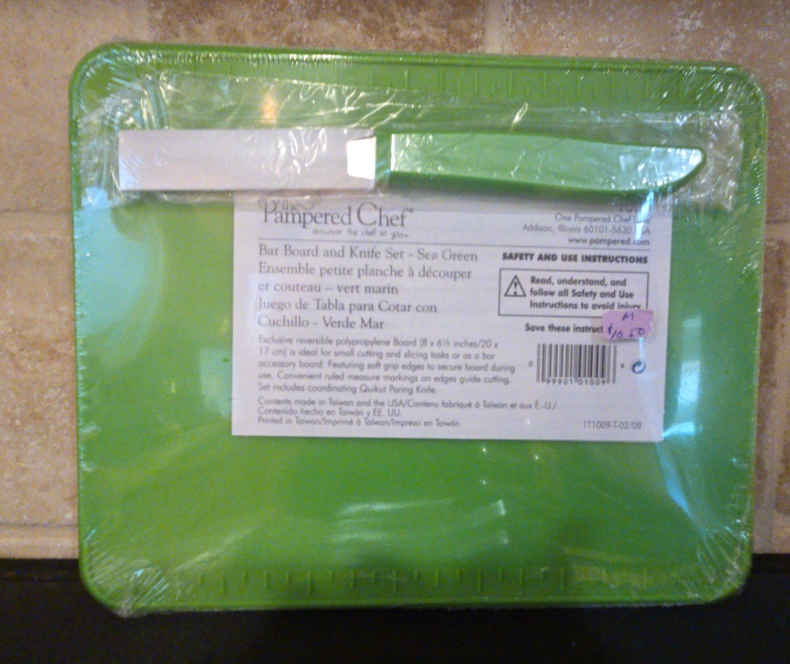 the
Pampered Chef
discover the chef in you
Bar Board and Knife Set - Sea Green
Ensemble petite planche à découper
et couteau – vert marin
Juego de Tabla para Cotar con
Cuchillo - Verde Mar
Exclusive reversible polypropylene Board (8 x 6½ inches/20 x
17 cm) is ideal for small cutting and slicing tasks or as a bar
accessory board. Featuring soft grip edges to secure board during
use. Convenient ruled measure markings on edges guide cutting.
Set includes coordinating Quikut Paring Knife.
Contents made in Taiwan and the USA/Contenu fabriqué à Taïwan et aux É.-U./
Contenido hecho en Taiwán y EE. UU.
Printed in Taiwan/Imprimé à Taïwan/Impreso en Taiwán
One Pampered Chef
Addison, Illinois 60101-5630 USA
www.pampered.com
SAFETY AND USE INSTRUCTIONS
Read, understand, and
follow all Safety and Use
Instructions to avoid injury
Save these instruct
$10.50
IT1009-T-02/09